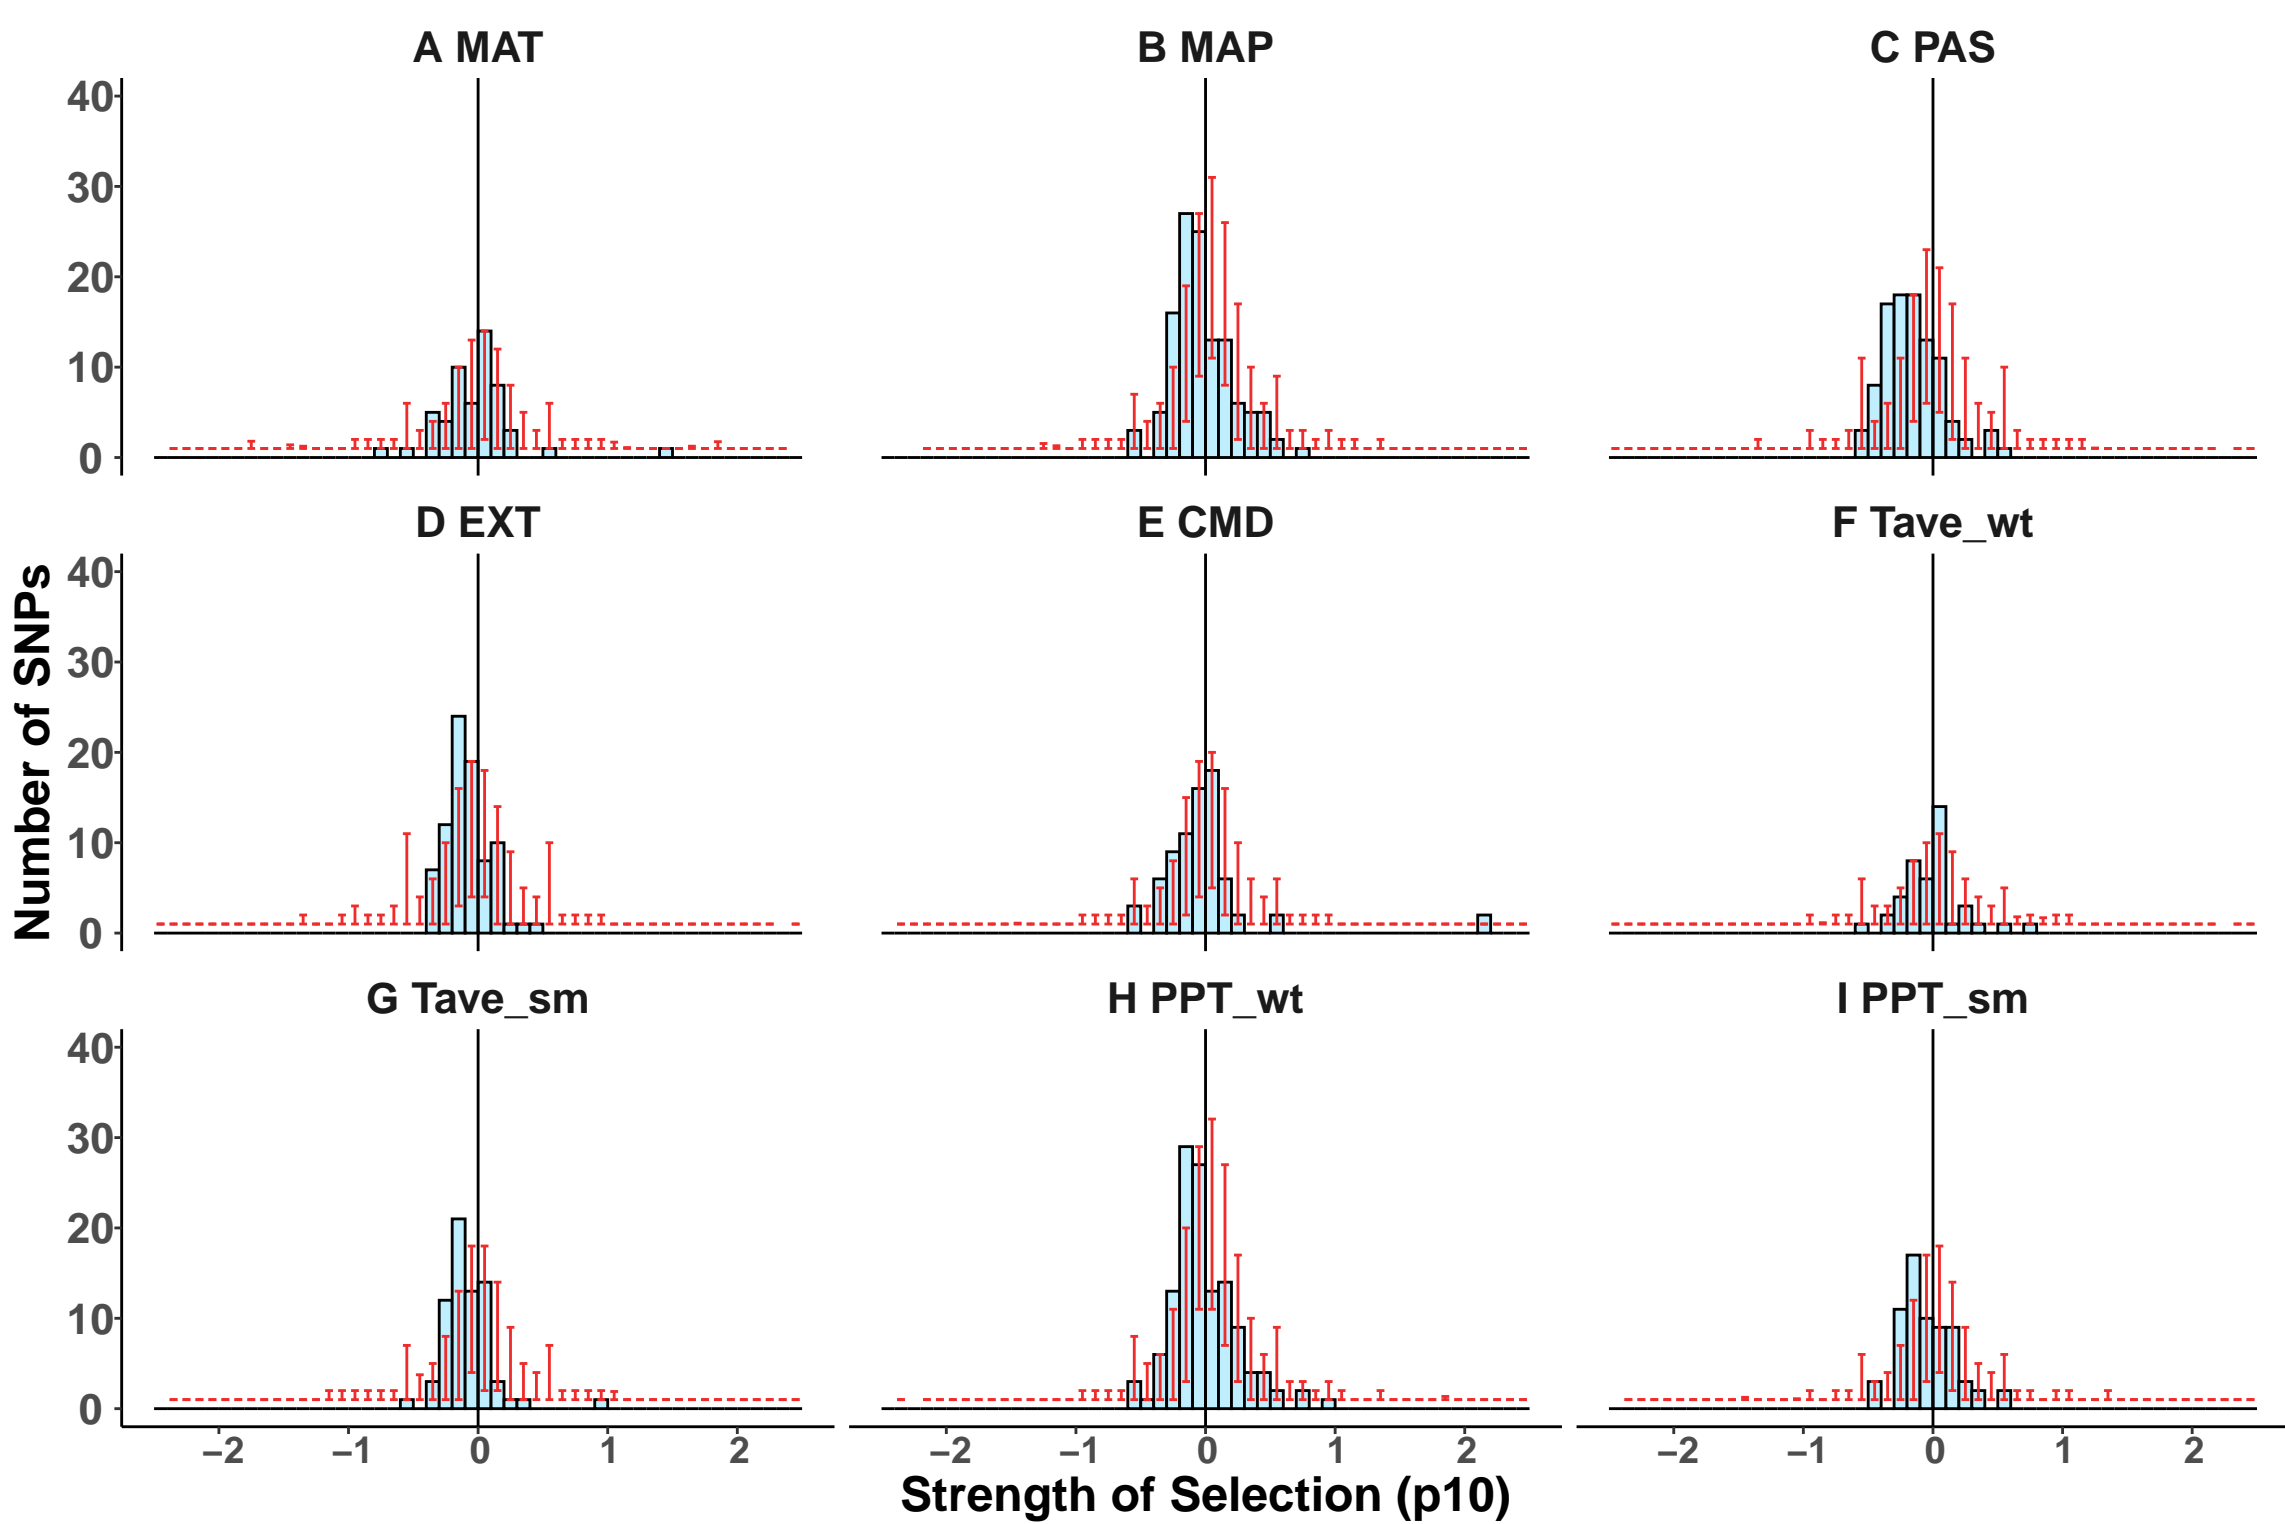 A MAT
B MAP
C PAS
40
30
20
10
0
D EXT
E CMD
F Tave_wt
40
30
20
10
0
G Tave_sm
H PPT_wt
I PPT_sm
40
30
20
10
0
−2 −1 0 1 2
−2 −1 0 1 2
−2 −1 0 1 2
Number of SNPs
Strength of Selection (p10)